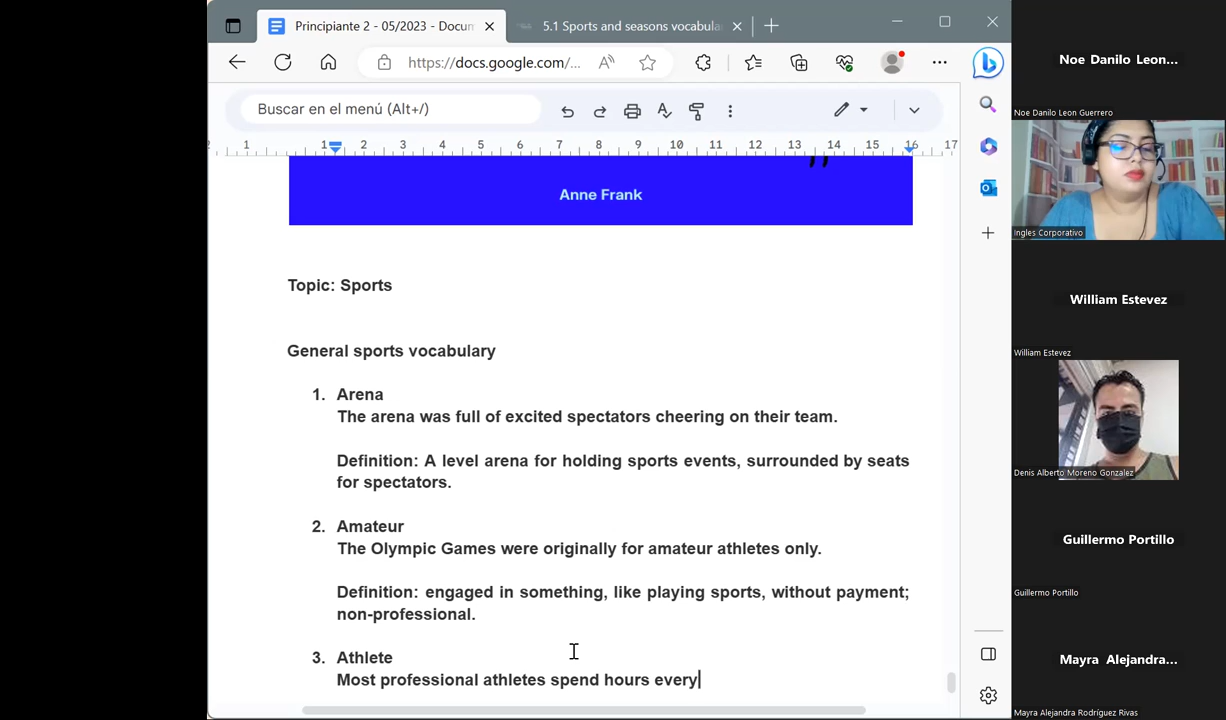 Principiante 2 - 05/2023 - Docum
5.1 Sports and seasons vocabula
https://docs.google.com/...
Buscar en el menú (Alt+/)
1 1 2 3 4 5 6 7 8 9 10 11 12 13 14 15 16 17
Anne Frank
Topic: Sports
General sports vocabulary
1. Arena
The arena was full of excited spectators cheering on their team.
Definition: A level arena for holding sports events, surrounded by seats
for spectators.
2. Amateur
The Olympic Games were originally for amateur athletes only.
Definition: engaged in something, like playing sports, without payment;
non-professional.
3. Athlete
Most professional athletes spend hours every
Noe Danilo Leon...
Noe Danilo Leon Guerrero
Ingles Corporativo
William Estevez
William Estevez
Denis Alberto Moreno Gonzalez
Guillermo Portillo
Guillermo Portillo
Mayra Alejandra...
Mayra Alejandra Rodríguez Rivas